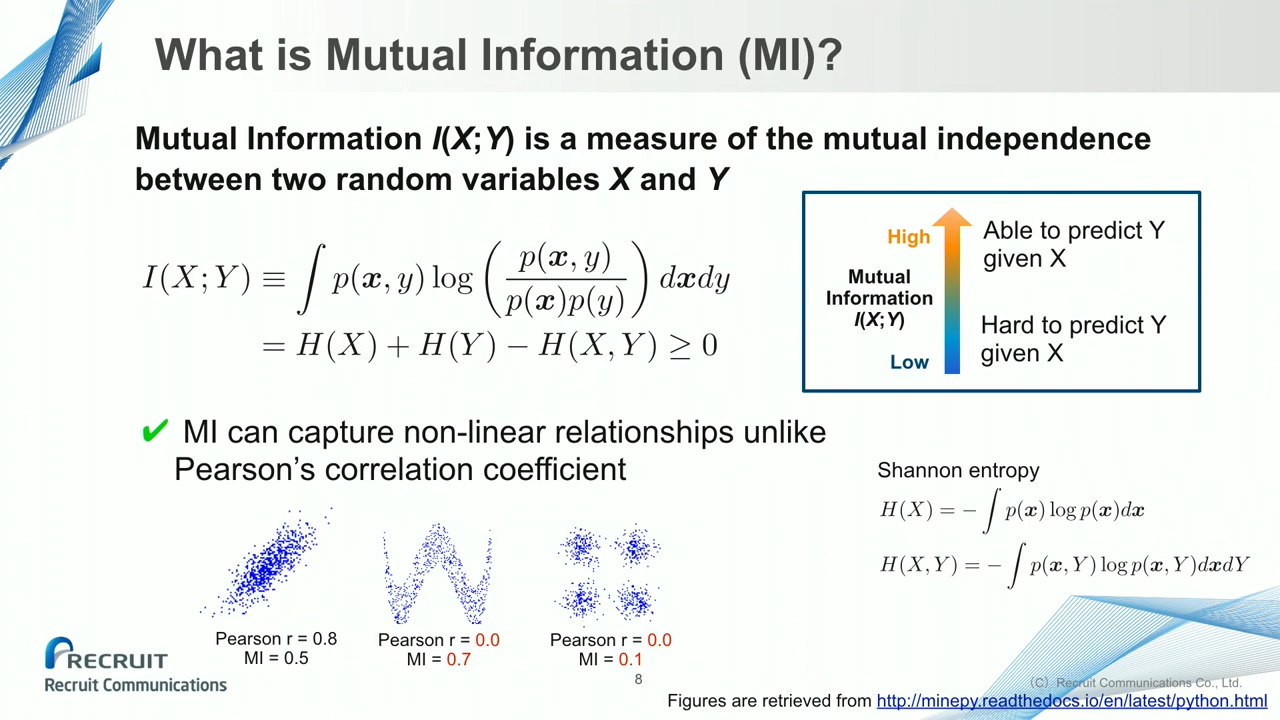 What is Mutual Information (MI)?
Mutual Information I(X;Y) is a measure of the mutual independence
between two random variables X and Y
I(X;Y) ≡ ∫ p(x, y) log ( p(x, y) / p(x)p(y) ) dxdy
= H(X) + H(Y) − H(X, Y) ≥ 0
High
Able to predict Y
given X
Mutual
Information
I(X;Y)
Hard to predict Y
given X
Low
✔ MI can capture non-linear relationships unlike
Pearson’s correlation coefficient
Shannon entropy
H(X) = − ∫ p(x) log p(x)dx
H(X, Y) = − ∫ p(x, Y) log p(x, Y)dxdY
Pearson r = 0.8
MI = 0.5
Pearson r = 0.0
MI = 0.7
Pearson r = 0.0
MI = 0.1
RECRUIT
Recruit Communications
8
(C) Recruit Communications Co., Ltd.
Figures are retrieved from http://minepy.readthedocs.io/en/latest/python.html